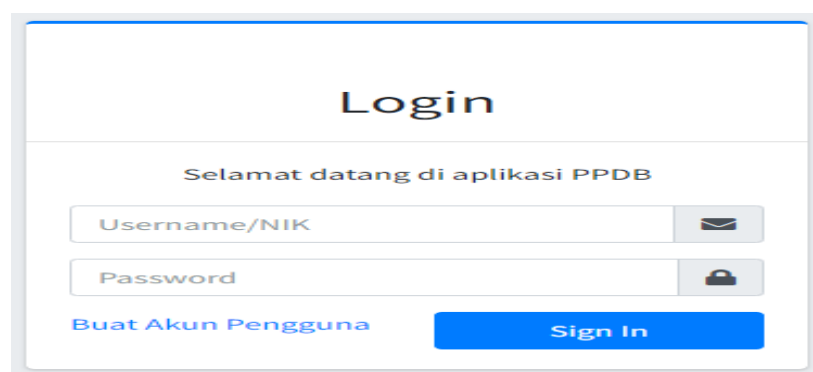 Login
Selamat datang di aplikasi PPDB
Username/NIK
Password
Buat Akun Pengguna
Sign In